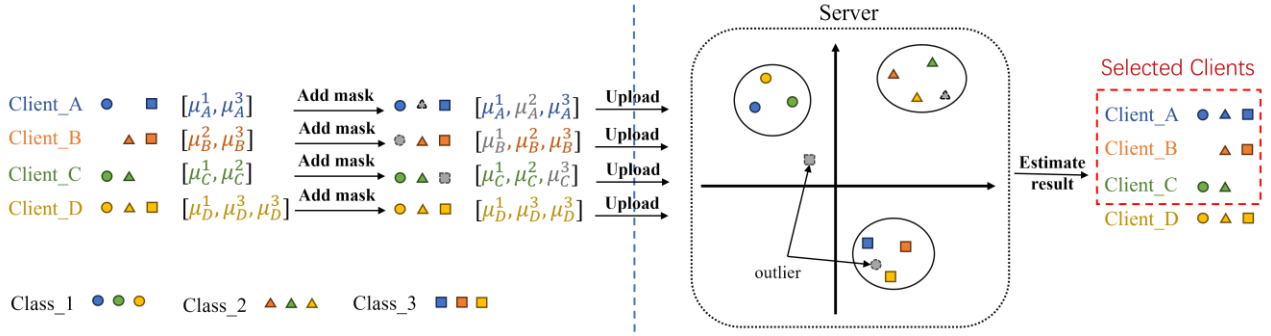 Server
Selected Clients
Client_A [μ_A^1, μ_A^3] Add mask [μ_A^1, μ_A^2, μ_A^3] Upload Client_A
Client_B [μ_B^2, μ_B^3] Add mask [μ_B^1, μ_B^2, μ_B^3] Upload Client_B
Client_C [μ_C^1, μ_C^2] Add mask [μ_C^1, μ_C^2, μ_C^3] Upload Client_C
Client_D [μ_D^1, μ_D^3, μ_D^3] Add mask [μ_D^1, μ_D^3, μ_D^3] Upload Client_D
Estimate
result
outlier
Class_1 Class_2 Class_3